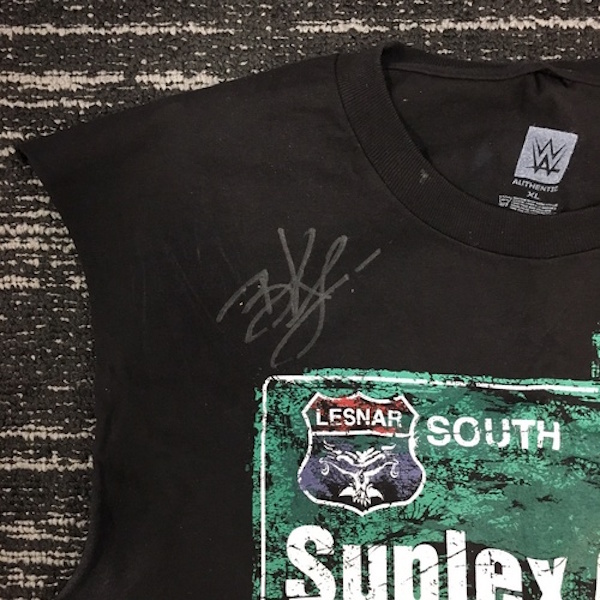 AUTHENTIC
XL
LESNAR
SOUTH
Suplex